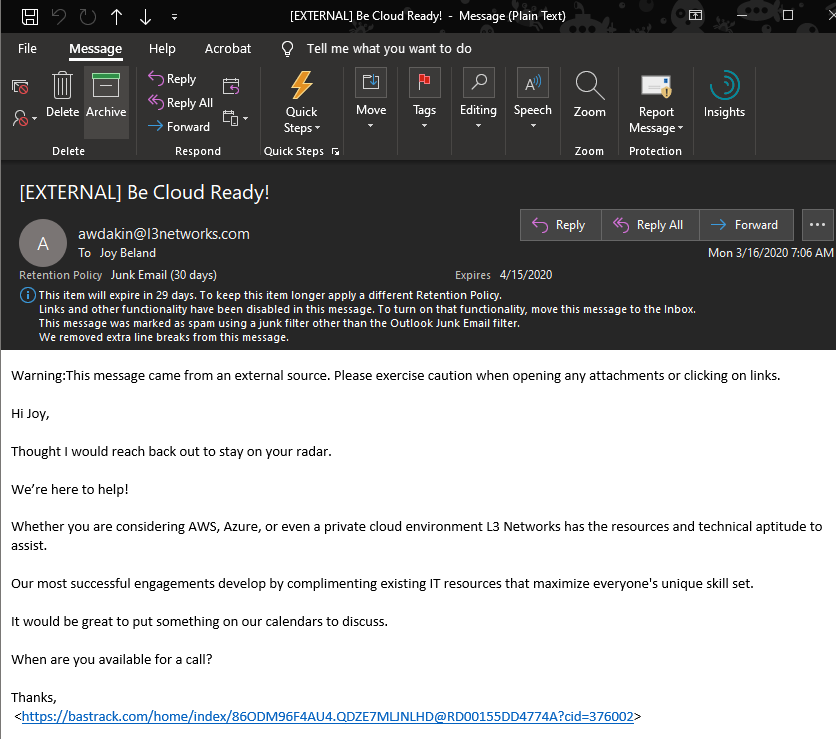 [EXTERNAL] Be Cloud Ready! - Message (Plain Text)
File Message Help Acrobat Tell me what you want to do
Delete Archive
Reply
Reply All
Forward
Quick Steps
Move
Tags
Editing
Speech
Zoom
Report Message
Insights
Delete Respond Quick Steps Zoom Protection
[EXTERNAL] Be Cloud Ready!
A
awdakin@l3networks.com
To Joy Beland
Reply Reply All Forward
Mon 3/16/2020 7:06 AM
Retention Policy Junk Email (30 days) Expires 4/15/2020
This item will expire in 29 days. To keep this item longer apply a different Retention Policy.
Links and other functionality have been disabled in this message. To turn on that functionality, move this message to the Inbox.
This message was marked as spam using a junk filter other than the Outlook Junk Email filter.
We removed extra line breaks from this message.
Warning:This message came from an external source. Please exercise caution when opening any attachments or clicking on links.
Hi Joy,
Thought I would reach back out to stay on your radar.
We’re here to help!
Whether you are considering AWS, Azure, or even a private cloud environment L3 Networks has the resources and technical aptitude to
assist.
Our most successful engagements develop by complimenting existing IT resources that maximize everyone's unique skill set.
It would be great to put something on our calendars to discuss.
When are you available for a call?
Thanks,
<https://bastrack.com/home/index/86ODM96F4AU4.QDZE7MLJNLHD@RD00155DD4774A?cid=376002>